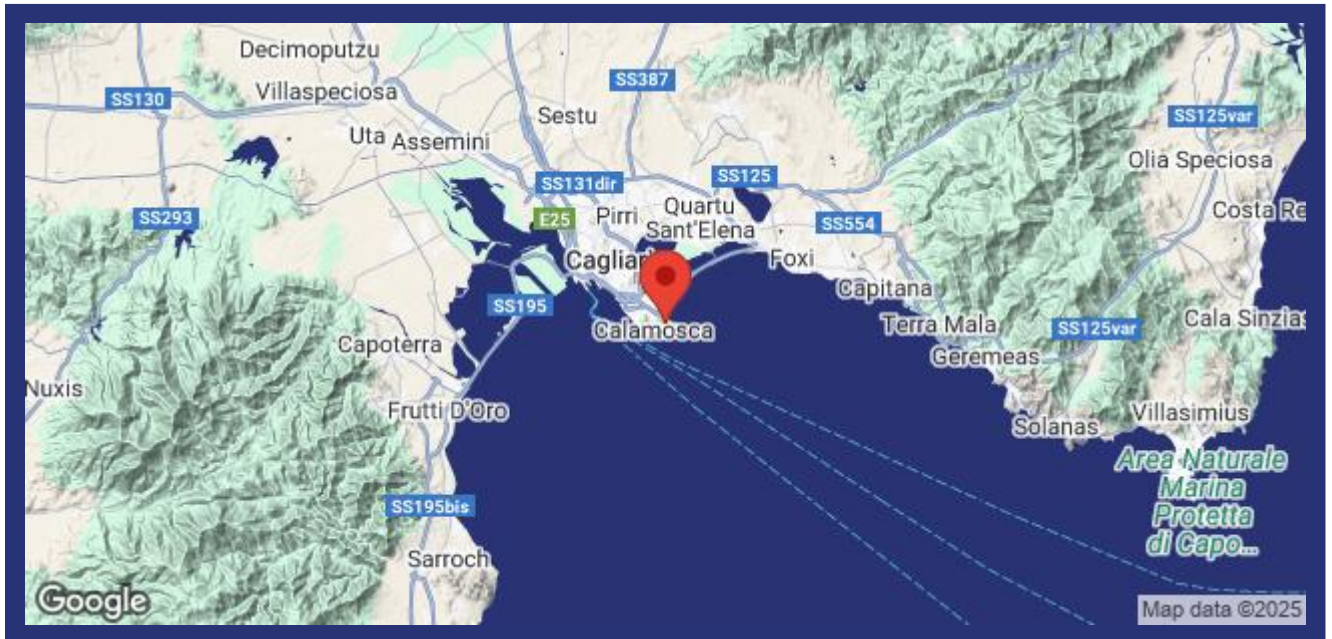 Decimoputzu
SS387
SS130
Villaspeciosa
Sestu
SS125var
Uta
Assemini
Olia Speciosa
SS131dir
SS125
SS293
E25
Pirri
Quartu
Sant'Elena
SS554
Costa Re
Cagliari
Foxi
SS195
Capitana
Calamosca
Terra Mala
SS125var
Cala Sinzias
Capoterra
Geremeas
Nuxis
Frutti D'Oro
Solanas
Villasimius
Area Naturale
Marina
Protetta
di Capo...
SS195bis
Sarroch
Google
Map data ©2025